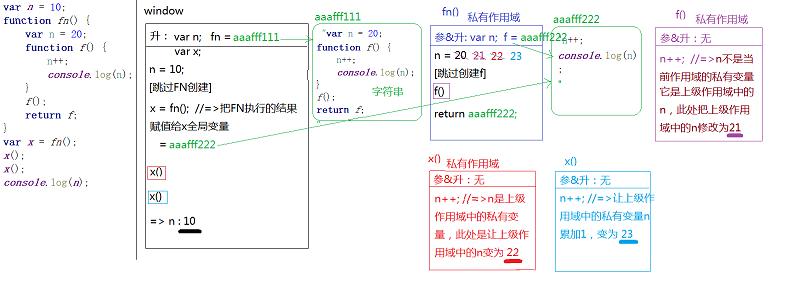 var n = 10;
function fn() {
var n = 20;
function f() {
n++;
console.log(n);
}
f();
return f;
}
var x = fn();
x();
x();
console.log(n);
window
升： var n; fn = aaafff111
var x;
n = 10;
[跳过FN创建]
x = fn(); //=>把FN执行的结果
赋值给x全局变量
= aaafff222
x()
x()
=> n : 10
aaafff111
"var n = 20;
function f() {
n++;
console.log(n);
}
f();
return f;
"
字符串
fn() 私有作用域
参&升: var n; f = aaafff222
n = 20 21 22 23
[跳过创建f]
f()
return aaafff222;
aaafff222
"n++;
console.log(n)
;
"
f() 私有作用域
参&升：无
n++; //=>n不是当
前作用域的私有变量
它是上级作用域中的
n，此处把上级作用
域中的n修改为21
x() 私有作用域
参&升：无
n++; //=>n是上级
作用域中的私有变
量，此处是让上级作
用域中的n变为 22
x()
参&升：无
n++; //=>让上级作
用域中的私有变量n
累加1，变为 23